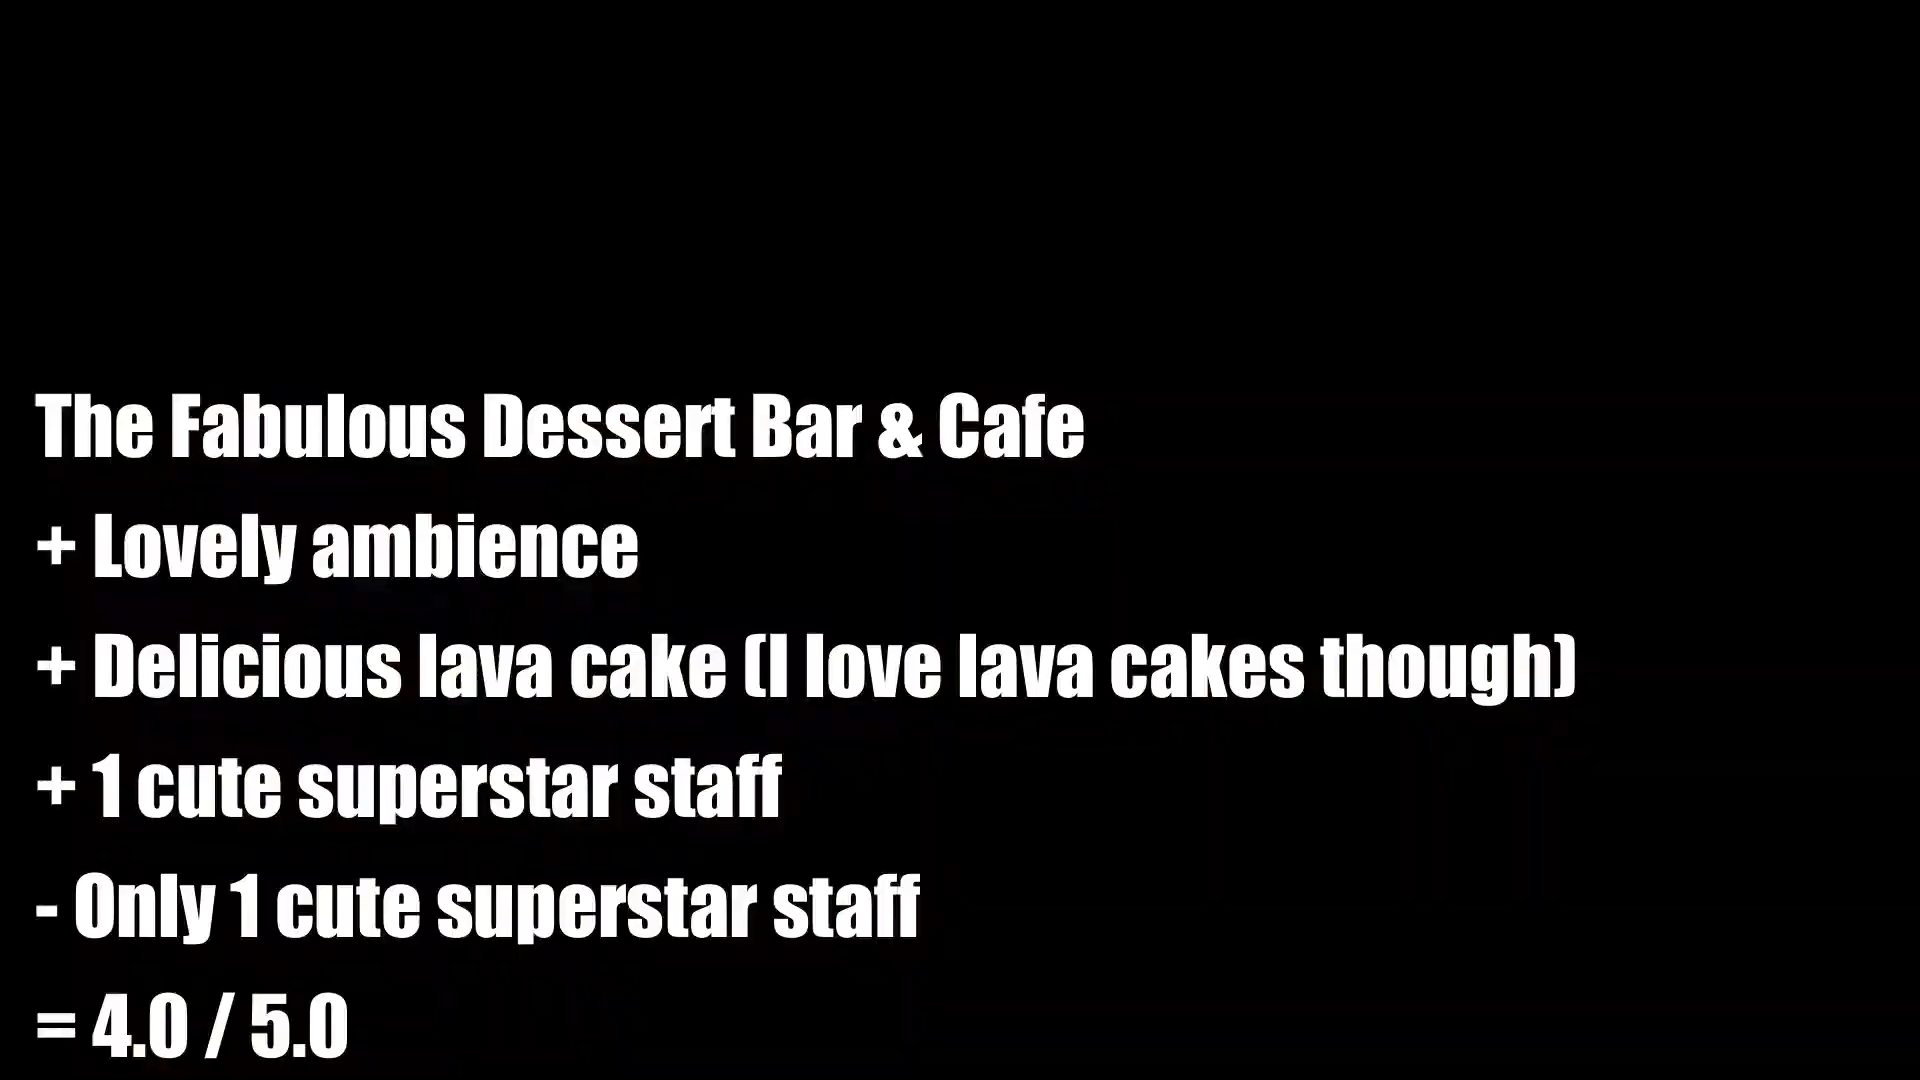 The Fabulous Dessert Bar & Cafe
+ Lovely ambience
+ Delicious lava cake (I love lava cakes though)
+ 1 cute superstar staff
- Only 1 cute superstar staff
= 4.0 / 5.0